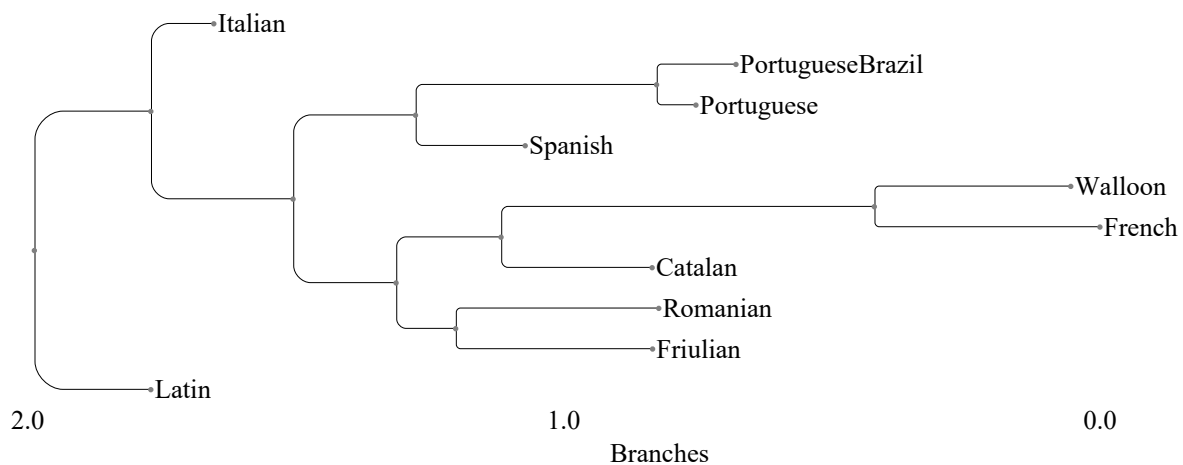 Italian
PortugueseBrazil
Portuguese
Spanish
Walloon
French
Catalan
Romanian
Friulian
Latin
2.0 1.0 0.0
Branches